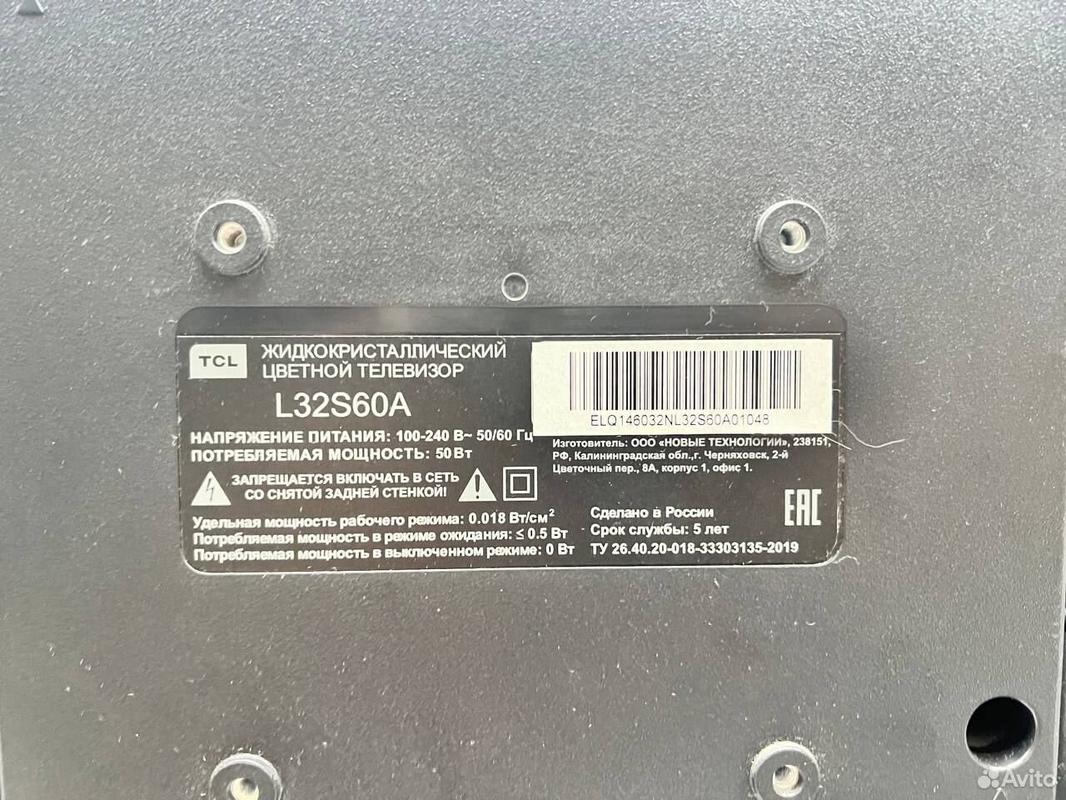 TCL
ЖИДКОКРИСТАЛЛИЧЕСКИЙ
ЦВЕТНОЙ ТЕЛЕВИЗОР
L32S60A
НАПРЯЖЕНИЕ ПИТАНИЯ: 100-240 В~ 50/60 Гц
ПОТРЕБЛЯЕМАЯ МОЩНОСТЬ: 50 Вт
ЗАПРЕЩАЕТСЯ ВКЛЮЧАТЬ В СЕТЬ
СО СНЯТОЙ ЗАДНЕЙ СТЕНКОЙ!
Удельная мощность рабочего режима: 0.018 Вт/см²
Потребляемая мощность в режиме ожидания: ≤ 0.5 Вт
Потребляемая мощность в выключенном режиме: 0 Вт
ELQ146032NL32S60A01048
Изготовитель: ООО «НОВЫЕ ТЕХНОЛОГИИ», 238151,
РФ, Калининградская обл.,г. Черняховск, 2-й
Цветочный пер., 8А, корпус 1, офис 1.
Сделано в России
Срок службы: 5 лет
ТУ 26.40.20-018-33303135-2019
EAC
Avito